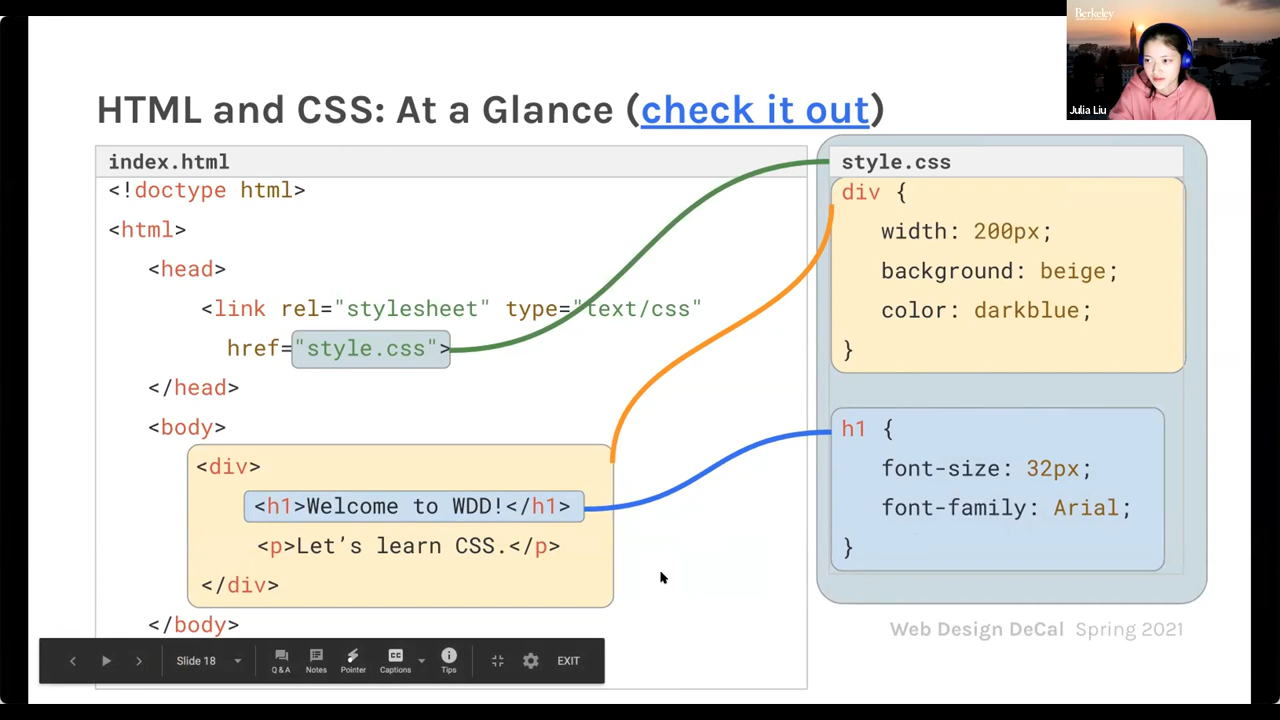 Berkeley
Julia Liu
HTML and CSS: At a Glance (check it out)
index.html
<!doctype html>
<html>
<head>
<link rel="stylesheet" type="text/css"
href="style.css">
</head>
<body>
<div>
<h1>Welcome to WDD!</h1>
<p>Let’s learn CSS.</p>
</div>
</body>
style.css
div {
width: 200px;
background: beige;
color: darkblue;
}
h1 {
font-size: 32px;
font-family: Arial;
}
Web Design DeCal Spring 2021
Slide 18
Q & A
Notes
Pointer
Captions
Tips
EXIT